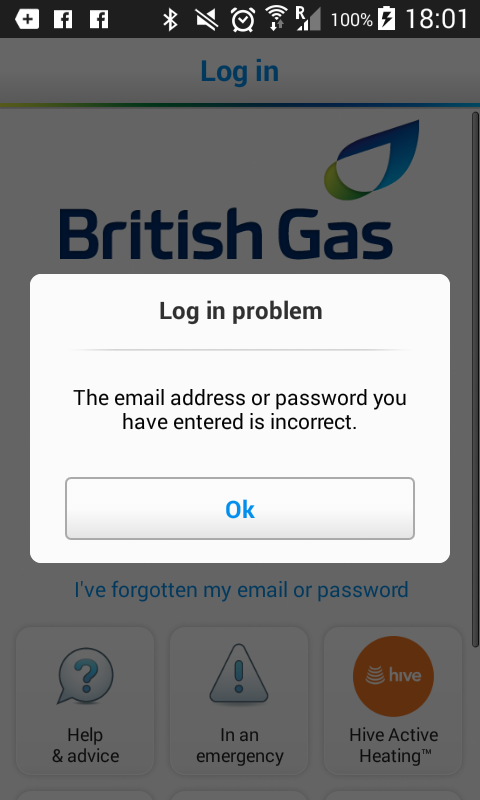 R 100% 18:01
Log in
British Gas
Log in problem
The email address or password you
have entered is incorrect.
Ok
I've forgotten my email or password
Help
& advice
In an
emergency
hive
Hive Active
Heating™